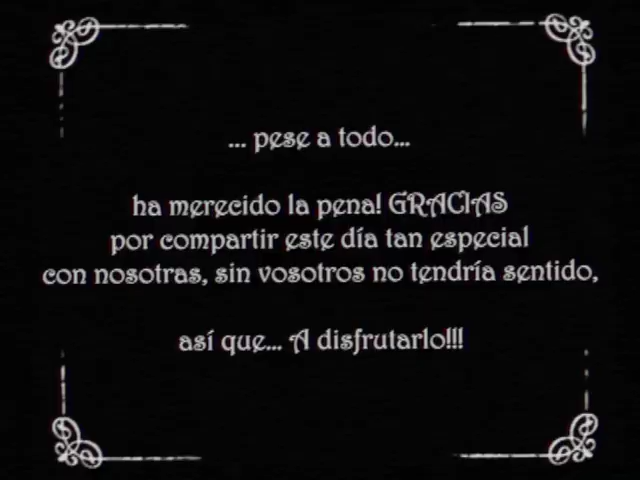 ... pese a todo...
ha merecido la pena! GRACIAS
por compartir este día tan especial
con nosotras, sin vosotros no tendría sentido,
así que... A disfrutarlo!!!